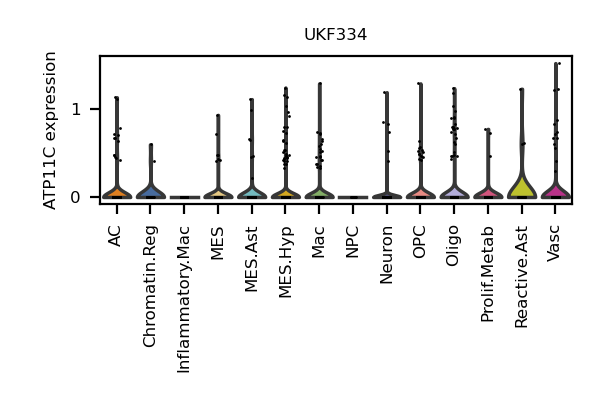 UKF334
ATP11C expression
1
0
AC
Chromatin.Reg
Inflammatory.Mac
MES
MES.Ast
MES.Hyp
Mac
NPC
Neuron
OPC
Oligo
Prolif.Metab
Reactive.Ast
Vasc